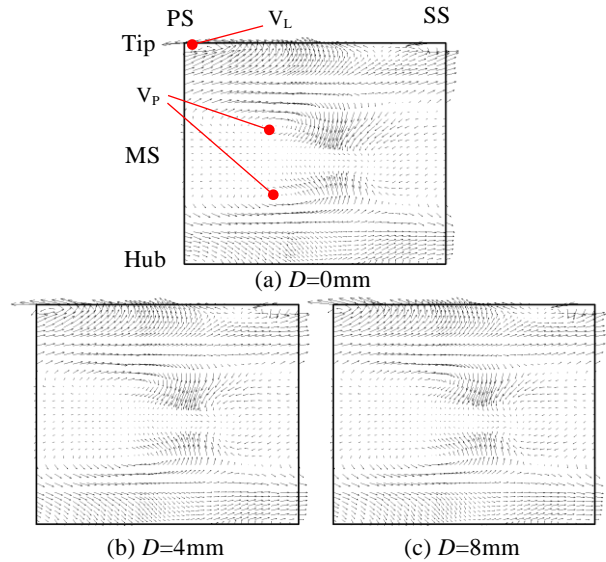 PS V_L SS
Tip
V_P
MS
Hub
(a) D=0mm
(b) D=4mm (c) D=8mm